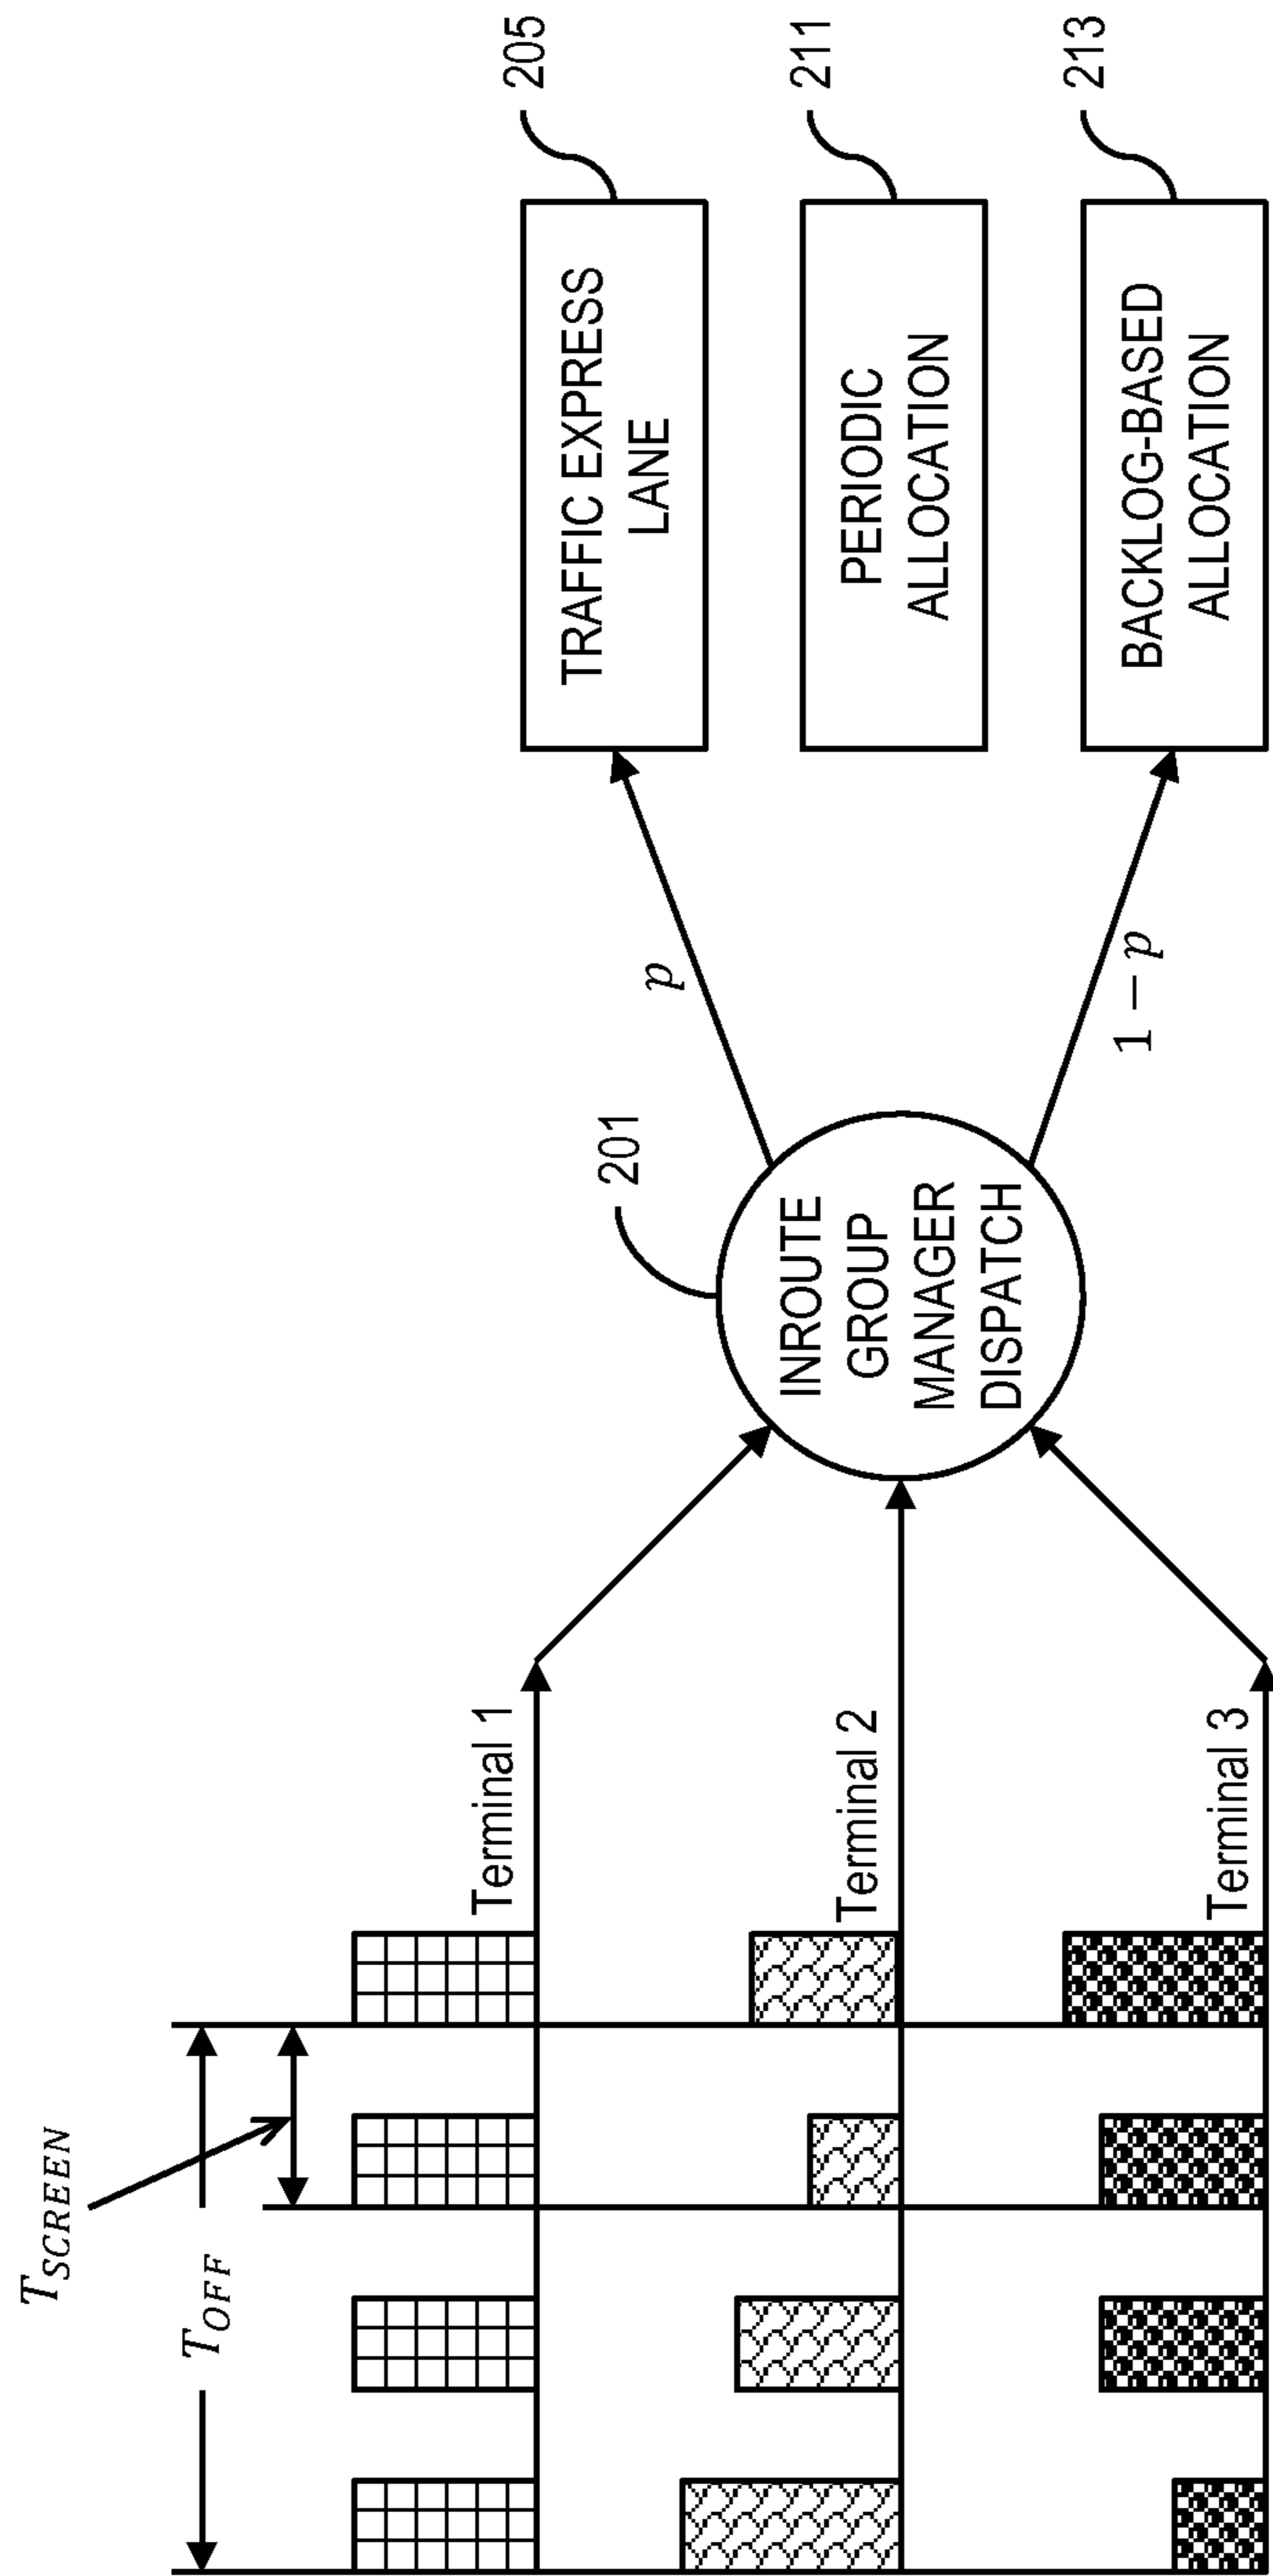 T_SCREEN
T_OFF
Terminal 1
Terminal 2
Terminal 3
201
INROUTE
GROUP
MANAGER
DISPATCH
p
1 − p
TRAFFIC EXPRESS
LANE
205
PERIODIC
ALLOCATION
211
BACKLOG-BASED
ALLOCATION
213